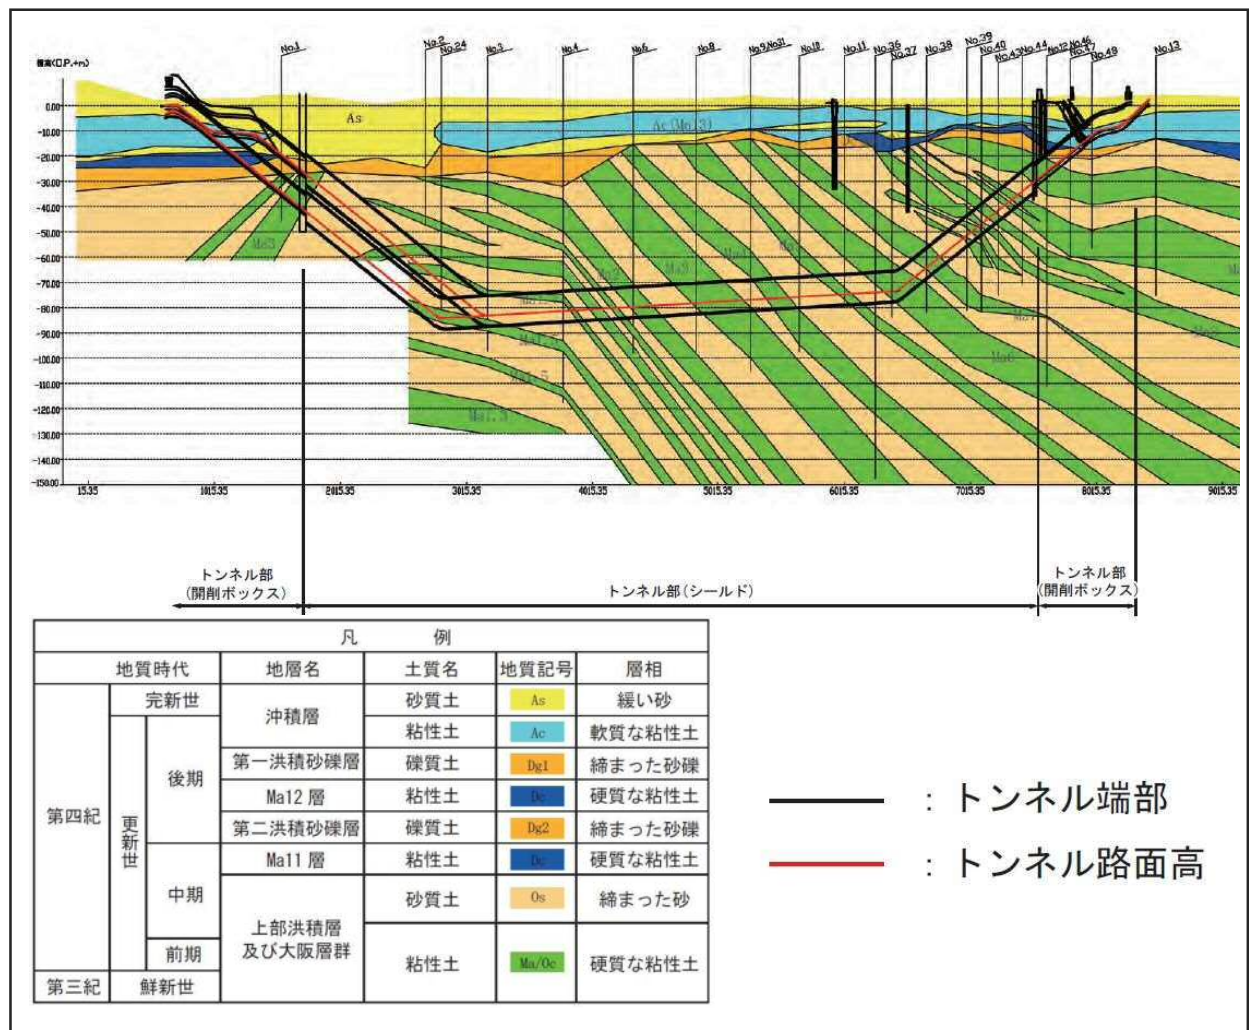 標高(O.P.+m)
No.1
No.2
No.24
No.3
No.4
No.6
No.8
No.9,No31
No.10
No.11
No.36
No.37
No.38
No.39
No.40
No.43
No.44
No.12
No.46
No.47
No.49
No.13
0.00
-10.00
-20.00
-30.00
-40.00
-50.00
-60.00
-70.00
-80.00
-90.00
-100.00
-110.00
-120.00
-130.00
-140.00
-150.00
As
Ac(Ma13)
Ma3
Ma2
Ma3
Ma4
Ma6
15.35
1015.35
2015.35
3015.35
4015.35
5015.35
6015.35
7015.35
8015.35
9015.35
トンネル部
(開削ボックス)
トンネル部(シールド)
トンネル部
(開削ボックス)
凡 例
地質時代 地層名 土質名 地質記号 層相
第四紀 完新世 沖積層 砂質土 As 緩い砂
更新世 後期 粘性土 Ac 軟質な粘性土
第一洪積砂礫層 礫質土 Dg1 締まった砂礫
Ma12 層 粘性土 Dc 硬質な粘性土
第二洪積砂礫層 礫質土 Dg2 締まった砂礫
中期 Ma11 層 粘性土 Dc 硬質な粘性土
上部洪積層
及び大阪層群 砂質土 Os 締まった砂
前期 粘性土 Ma/Oc 硬質な粘性土
第三紀 鮮新世
: トンネル端部
: トンネル路面高